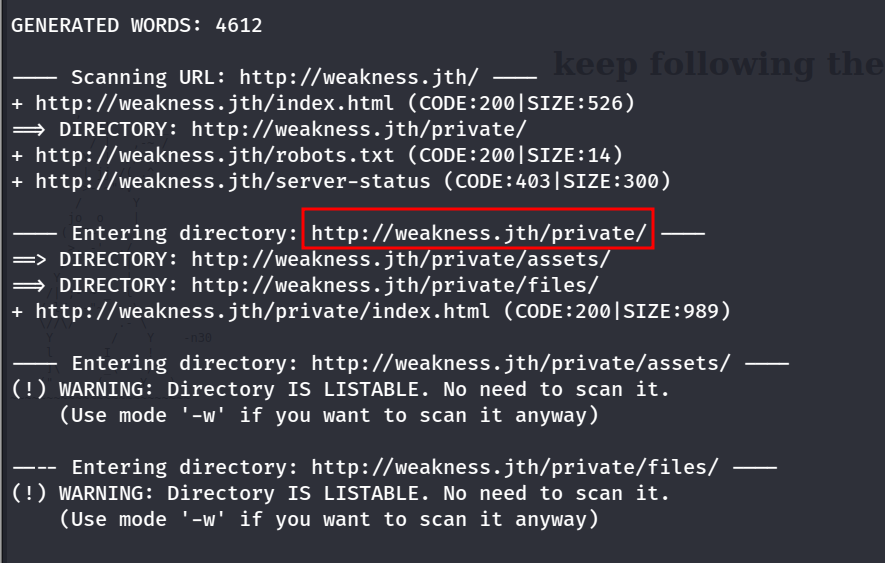 GENERATED WORDS: 4612
keep following the
---- Scanning URL: http://weakness.jth/ ----
+ http://weakness.jth/index.html (CODE:200|SIZE:526)
==> DIRECTORY: http://weakness.jth/private/
+ http://weakness.jth/robots.txt (CODE:200|SIZE:14)
+ http://weakness.jth/server-status (CODE:403|SIZE:300)
---- Entering directory: http://weakness.jth/private/ ----
==> DIRECTORY: http://weakness.jth/private/assets/
==> DIRECTORY: http://weakness.jth/private/files/
+ http://weakness.jth/private/index.html (CODE:200|SIZE:989)
-n30
---- Entering directory: http://weakness.jth/private/assets/ ----
(!) WARNING: Directory IS LISTABLE. No need to scan it.
(Use mode '-w' if you want to scan it anyway)
---- Entering directory: http://weakness.jth/private/files/ ----
(!) WARNING: Directory IS LISTABLE. No need to scan it.
(Use mode '-w' if you want to scan it anyway)